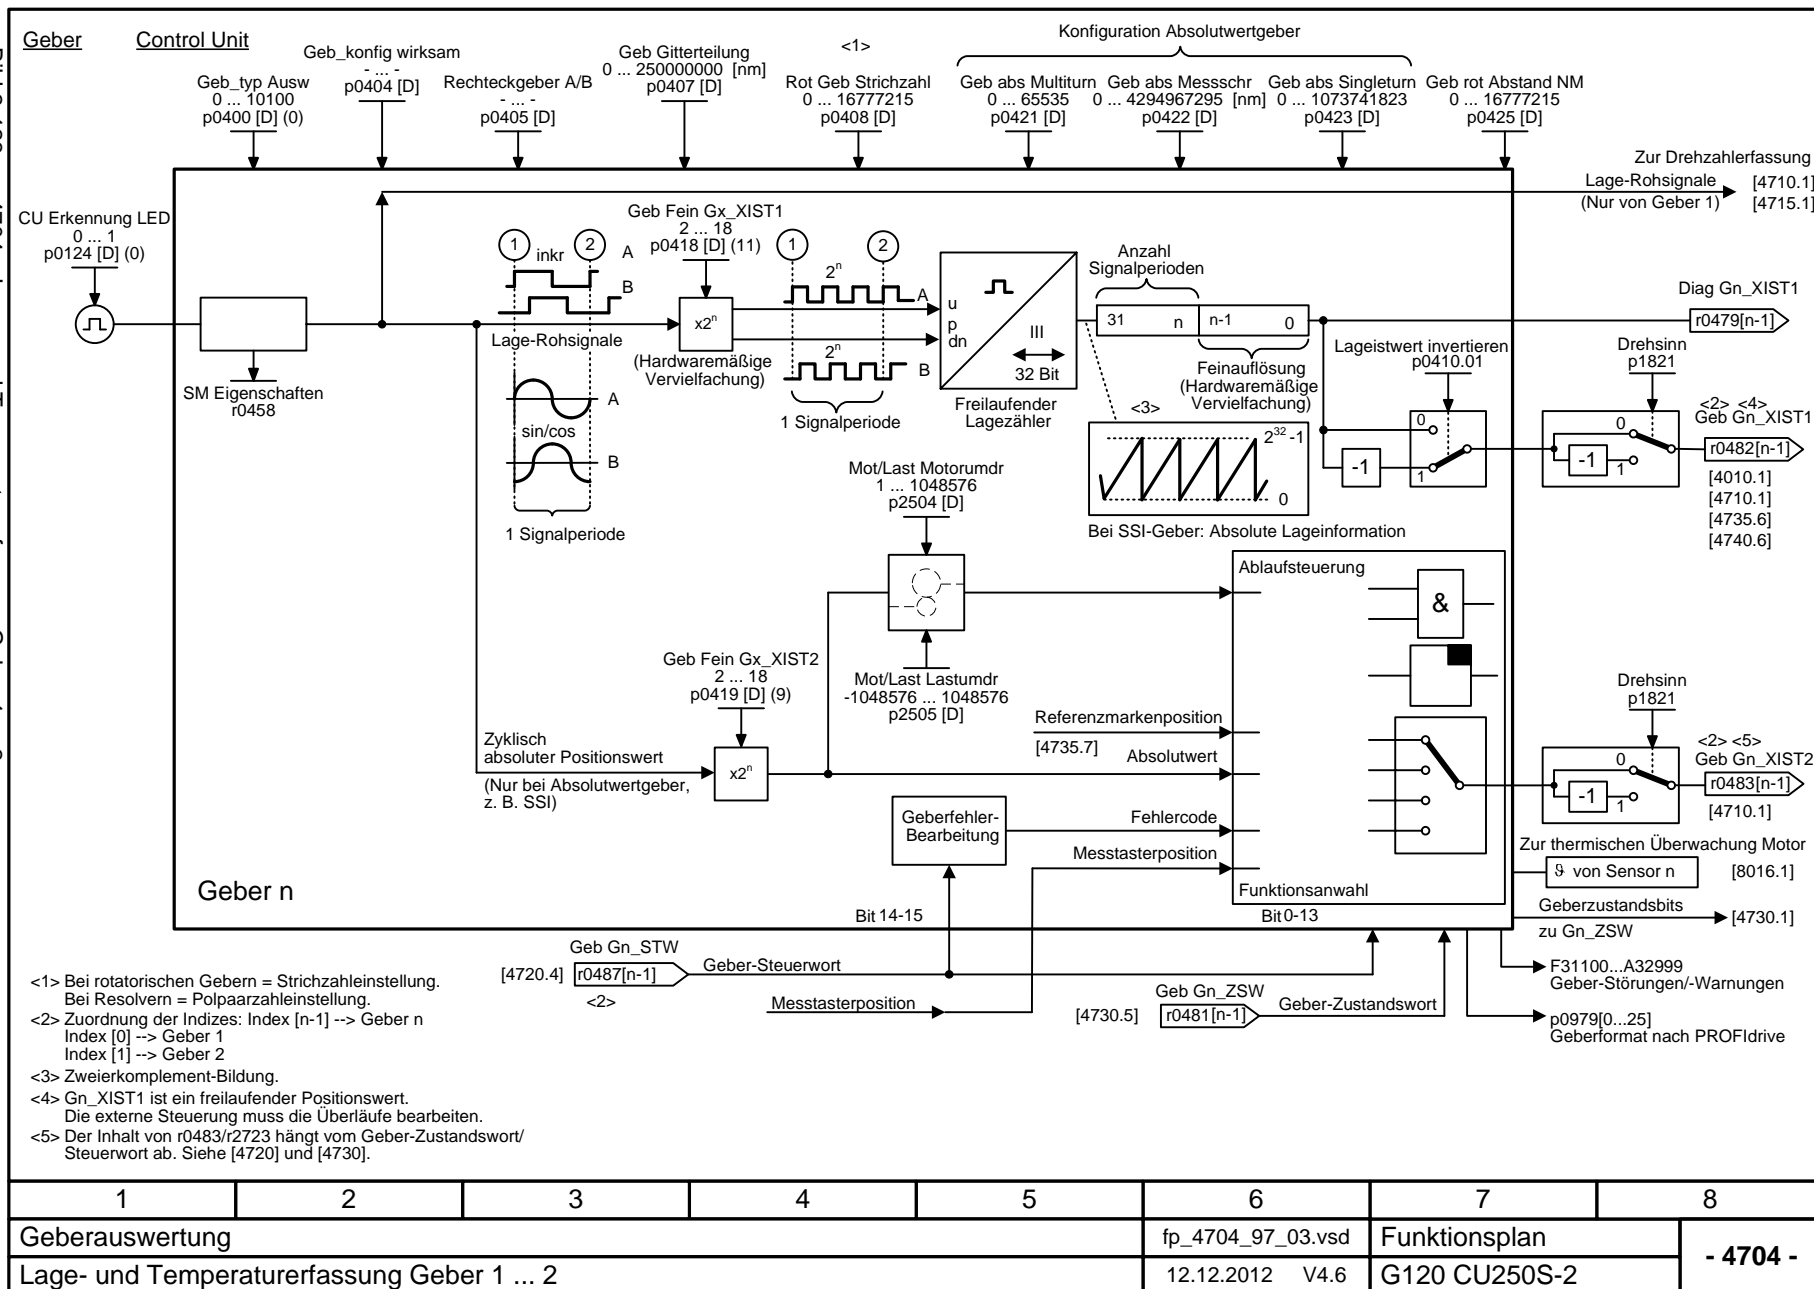 Geber
Control Unit
Geb_typ Ausw
0 ... 10100
p0400 [D] (0)
Geb_konfig wirksam
- ... -
p0404 [D]
Rechteckgeber A/B
- ... -
p0405 [D]
Geb Gitterteilung
0 ... 250000000 [nm]
p0407 [D]
<1>
Rot Geb Strichzahl
0 ... 16777215
p0408 [D]
Konfiguration Absolutwertgeber
Geb abs Multiturn
0 ... 65535
p0421 [D]
Geb abs Messschr
0 ... 4294967295 [nm]
p0422 [D]
Geb abs Singleturn
0 ... 1073741823
p0423 [D]
Geb rot Abstand NM
0 ... 16777215
p0425 [D]
Zur Drehzahlerfassung
Lage-Rohsignale
(Nur von Geber 1)
[4710.1]
[4715.1]
CU Erkennung LED
0 ... 1
p0124 [D] (0)
SM Eigenschaften
r0458
1
inkr
2
A
B
Lage-Rohsignale
A
sin/cos
B
1 Signalperiode
Geb Fein Gx_XIST1
2 ... 18
p0418 [D] (11)
x2^n
(Hardwaremäßige
Vervielfachung)
1
2
2^n
A
2^n
B
1 Signalperiode
u
p
dn
III
32 Bit
Freilaufender
Lagezähler
Anzahl
Signalperioden
31 n
n-1 0
Feinauflösung
(Hardwaremäßige
Vervielfachung)
<3>
2^32 -1
0
Bei SSI-Geber: Absolute Lageinformation
Diag Gn_XIST1
r0479[n-1]
Lageistwert invertieren
p0410.01
0
-1
1
Drehsinn
p1821
0
-1
1
<2> <4>
Geb Gn_XIST1
r0482[n-1]
[4010.1]
[4710.1]
[4735.6]
[4740.6]
Mot/Last Motorumdr
1 ... 1048576
p2504 [D]
Mot/Last Lastumdr
-1048576 ... 1048576
p2505 [D]
Geb Fein Gx_XIST2
2 ... 18
p0419 [D] (9)
x2^n
Zyklisch
absoluter Positionswert
(Nur bei Absolutwertgeber,
z. B. SSI)
Ablaufsteuerung
&
Referenzmarkenposition
[4735.7]
Absolutwert
Geberfehler-
Bearbeitung
Fehlercode
Messtasterposition
Funktionsanwahl
Drehsinn
p1821
0
-1
1
<2> <5>
Geb Gn_XIST2
r0483[n-1]
[4710.1]
Zur thermischen Überwachung Motor
ϑ von Sensor n
[8016.1]
Geberzustandsbits
zu Gn_ZSW
[4730.1]
Geber n
Bit 14-15
Bit 0-13
Geb Gn_STW
[4720.4]
r0487[n-1]
<2>
Geber-Steuerwort
Messtasterposition
Geb Gn_ZSW
[4730.5]
r0481[n-1]
Geber-Zustandswort
F31100...A32999
Geber-Störungen/-Warnungen
p0979[0...25]
Geberformat nach PROFIdrive
<1> Bei rotatorischen Gebern = Strichzahleinstellung.
Bei Resolvern = Polpaarzahleinstellung.
<2> Zuordnung der Indizes: Index [n-1] --> Geber n
Index [0] --> Geber 1
Index [1] --> Geber 2
<3> Zweierkomplement-Bildung.
<4> Gn_XIST1 ist ein freilaufender Positionswert.
Die externe Steuerung muss die Überläufe bearbeiten.
<5> Der Inhalt von r0483/r2723 hängt vom Geber-Zustandswort/
Steuerwort ab. Siehe [4720] und [4730].
1 2 3 4 5 6 7 8
Geberauswertung
fp_4704_97_03.vsd
Funktionsplan
- 4704 -
Lage- und Temperaturerfassung Geber 1 ... 2
12.12.2012 V4.6
G120 CU250S-2